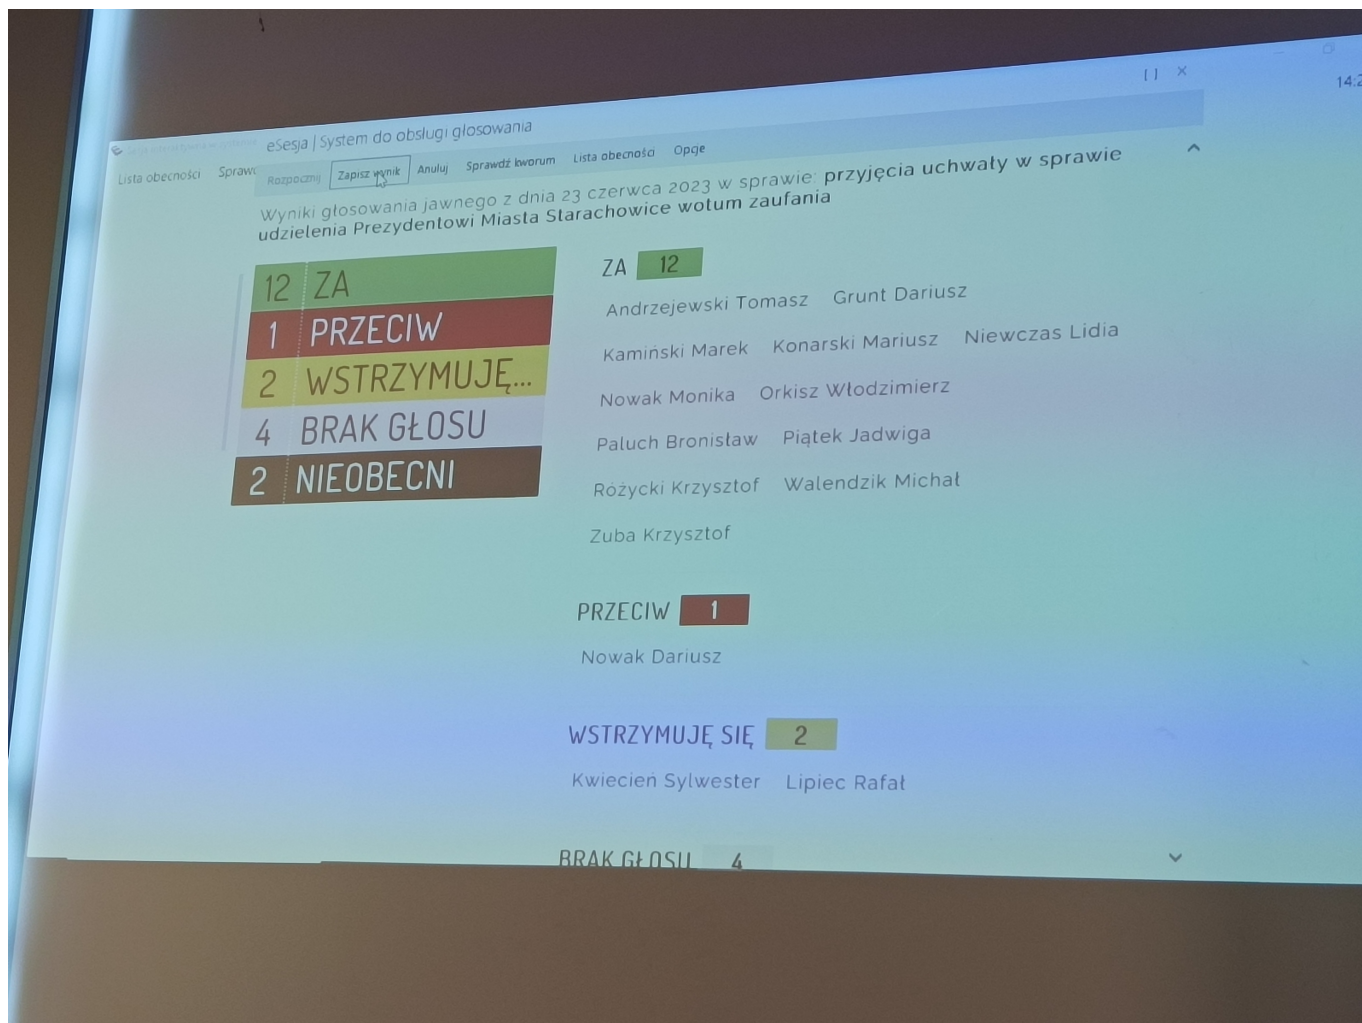 [ ] ×
eSesja | System do obsługi głosowania
Lista obecności
Rozpocznij Zapisz wynik Anuluj Sprawdź kworum Lista obecności Opcje
Wyniki głosowania jawnego z dnia 23 czerwca 2023 w sprawie: przyjęcia uchwały w sprawie
udzielenia Prezydentowi Miasta Starachowice wotum zaufania
12 ZA
1 PRZECIW
2 WSTRZYMUJĘ...
4 BRAK GŁOSU
2 NIEOBECNI
ZA 12
Andrzejewski Tomasz Grunt Dariusz
Kamiński Marek Konarski Mariusz Niewczas Lidia
Nowak Monika Orkisz Włodzimierz
Paluch Bronisław Piątek Jadwiga
Różycki Krzysztof Walendzik Michał
Zuba Krzysztof
PRZECIW 1
Nowak Dariusz
WSTRZYMUJĘ SIĘ 2
Kwiecień Sylwester Lipiec Rafał
BRAK GŁOSU 4